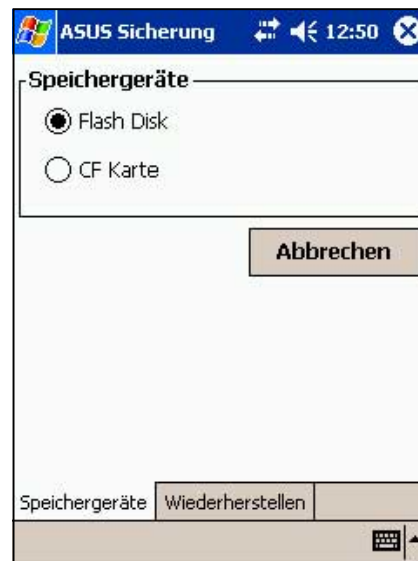 ASUS Sicherung 12:50
Speichergeräte
Flash Disk
CF Karte
Abbrechen
Speichergeräte Wiederherstellen